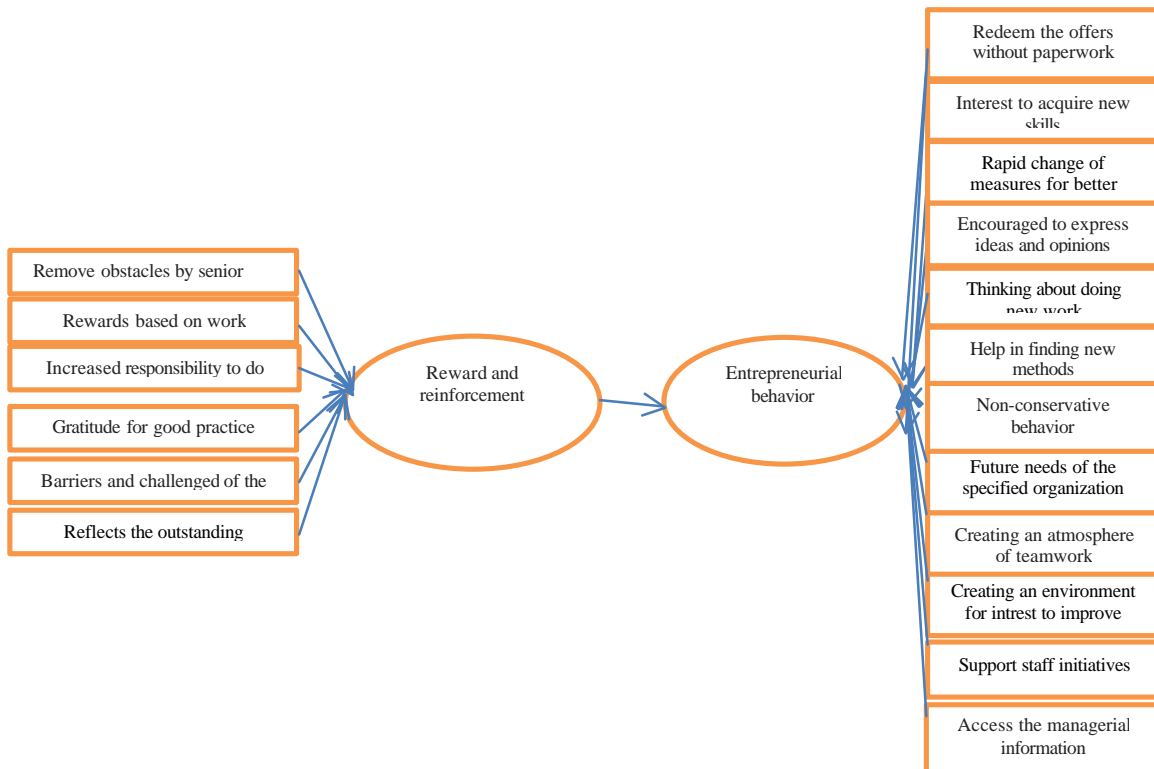 Remove obstacles by senior
Rewards based on work
Increased responsibility to do
Gratitude for good practice
Barriers and challenged of the
Reflects the outstanding
Reward and
reinforcement
Entrepreneurial
behavior
Redeem the offers
without paperwork
Interest to acquire new
skills
Rapid change of
measures for better
Encouraged to express
ideas and opinions
Thinking about doing
new work
Help in finding new
methods
Non-conservative
behavior
Future needs of the
specified organization
Creating an atmosphere
of teamwork
Creating an environment
for intrest to improve
Support staff initiatives
Access the managerial
information